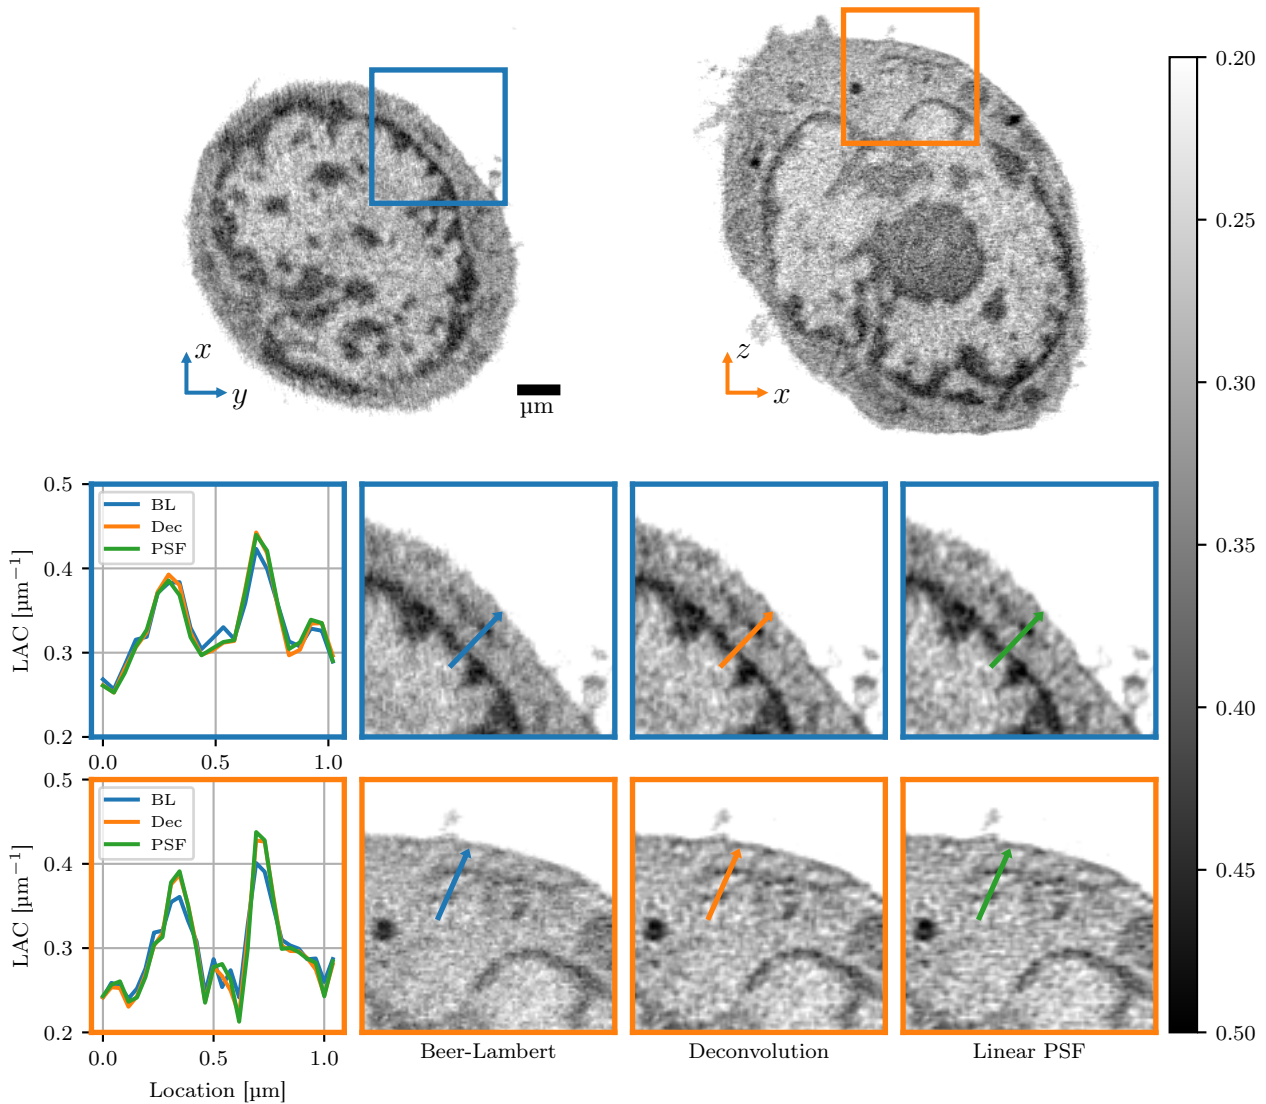 x
y
µm
z
x
0.20
0.25
0.30
0.35
0.40
0.45
0.50
LAC [µm⁻¹]
0.5
0.4
0.3
0.2
BL
Dec
PSF
0.0 0.5 1.0
LAC [µm⁻¹]
0.5
0.4
0.3
0.2
BL
Dec
PSF
0.0 0.5 1.0
Location [µm]
Beer-Lambert
Deconvolution
Linear PSF